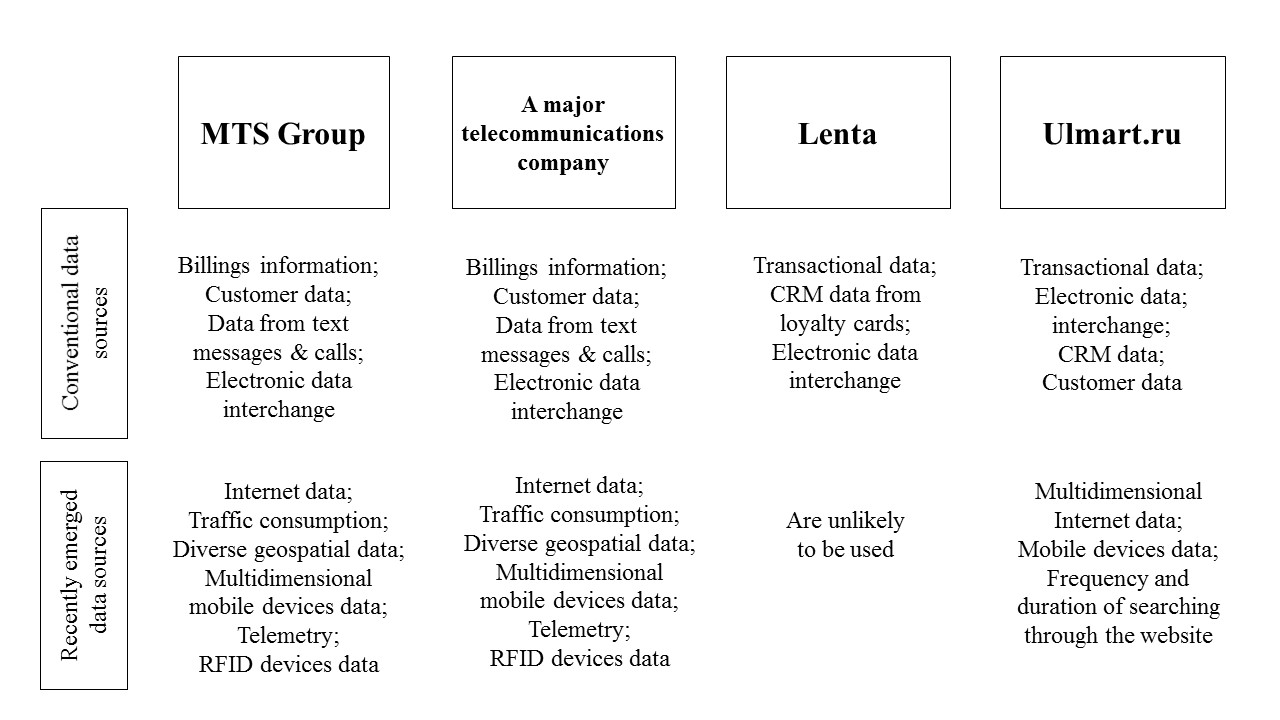 MTS Group
A major
telecommunications
company
Lenta
Ulmart.ru
Conventional data
sources
Billings information;
Customer data;
Data from text
messages & calls;
Electronic data
interchange
Billings information;
Customer data;
Data from text
messages & calls;
Electronic data
interchange
Transactional data;
CRM data from
loyalty cards;
Electronic data
interchange
Transactional data;
Electronic data;
interchange;
CRM data;
Customer data
Recently emerged
data sources
Internet data;
Traffic consumption;
Diverse geospatial data;
Multidimensional
mobile devices data;
Telemetry;
RFID devices data
Internet data;
Traffic consumption;
Diverse geospatial data;
Multidimensional
mobile devices data;
Telemetry;
RFID devices data
Are unlikely
to be used
Multidimensional
Internet data;
Mobile devices data;
Frequency and
duration of searching
through the website